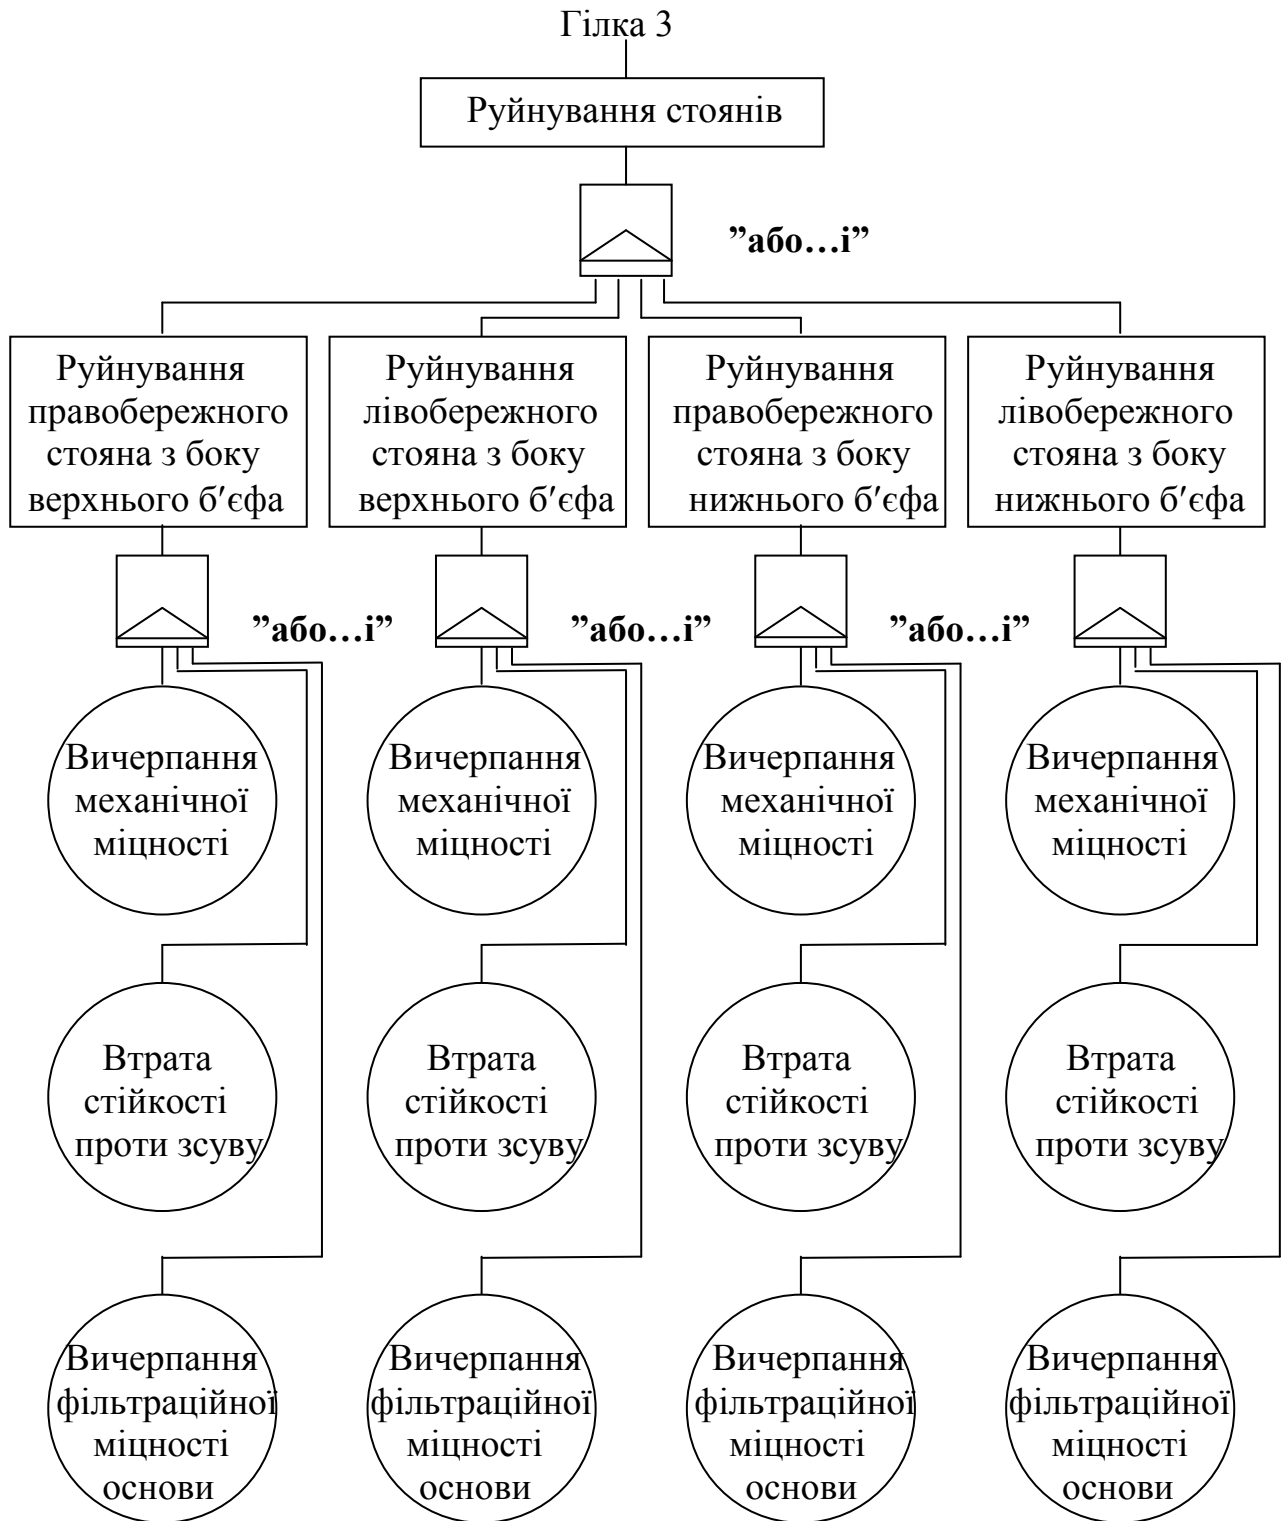 Гілка 3
Руйнування стоянів
”або…і”
Руйнування
правобережного
стояна з боку
верхнього б′єфа
Руйнування
лівобережного
стояна з боку
верхнього б′єфа
Руйнування
правобережного
стояна з боку
нижнього б′єфа
Руйнування
лівобережного
стояна з боку
нижнього б′єфа
”або…і”
”або…і”
”або…і”
Вичерпання
механічної
міцності
Вичерпання
механічної
міцності
Вичерпання
механічної
міцності
Вичерпання
механічної
міцності
Втрата
стійкості
проти зсуву
Втрата
стійкості
проти зсуву
Втрата
стійкості
проти зсуву
Втрата
стійкості
проти зсуву
Вичерпання
фільтраційної
міцності
основи
Вичерпання
фільтраційної
міцності
основи
Вичерпання
фільтраційної
міцності
основи
Вичерпання
фільтраційної
міцності
основи